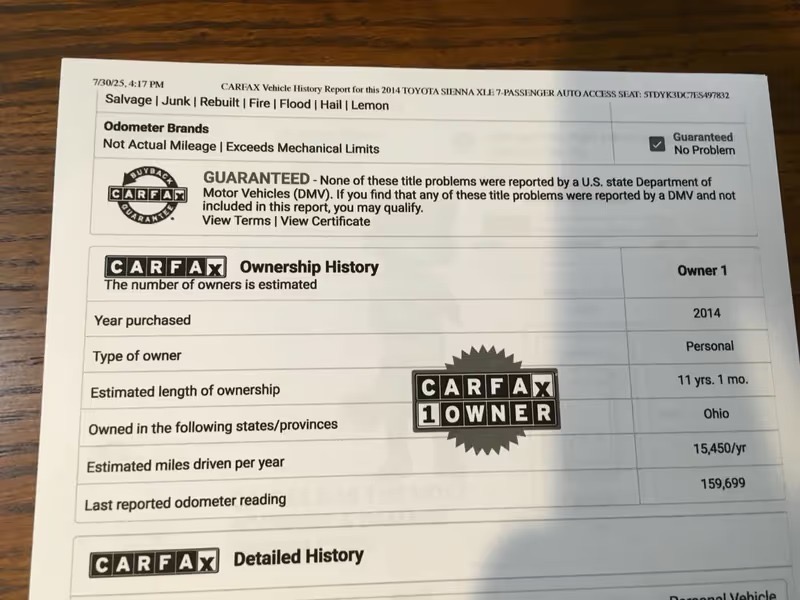 7/30/25, 4:17 PM CARFAX Vehicle History Report for this 2014 TOYOTA SIENNA XLE 7-PASSENGER AUTO ACCESS SEAT: 5TDYK3DC7ES497832
Salvage | Junk | Rebuilt | Fire | Flood | Hail | Lemon
Odometer Brands
Not Actual Mileage | Exceeds Mechanical Limits
Guaranteed
No Problem
BUYBACK
CARFAX
GUARANTEE
GUARANTEED - None of these title problems were reported by a U.S. state Department of
Motor Vehicles (DMV). If you find that any of these title problems were reported by a DMV and not
included in this report, you may qualify.
View Terms | View Certificate
CARFAX Ownership History
The number of owners is estimated
Owner 1
Year purchased 2014
Type of owner Personal
Estimated length of ownership 11 yrs. 1 mo.
CARFAX
1 OWNER
Owned in the following states/provinces Ohio
Estimated miles driven per year 15,450/yr
Last reported odometer reading 159,699
CARFAX Detailed History
Personal Vehicle